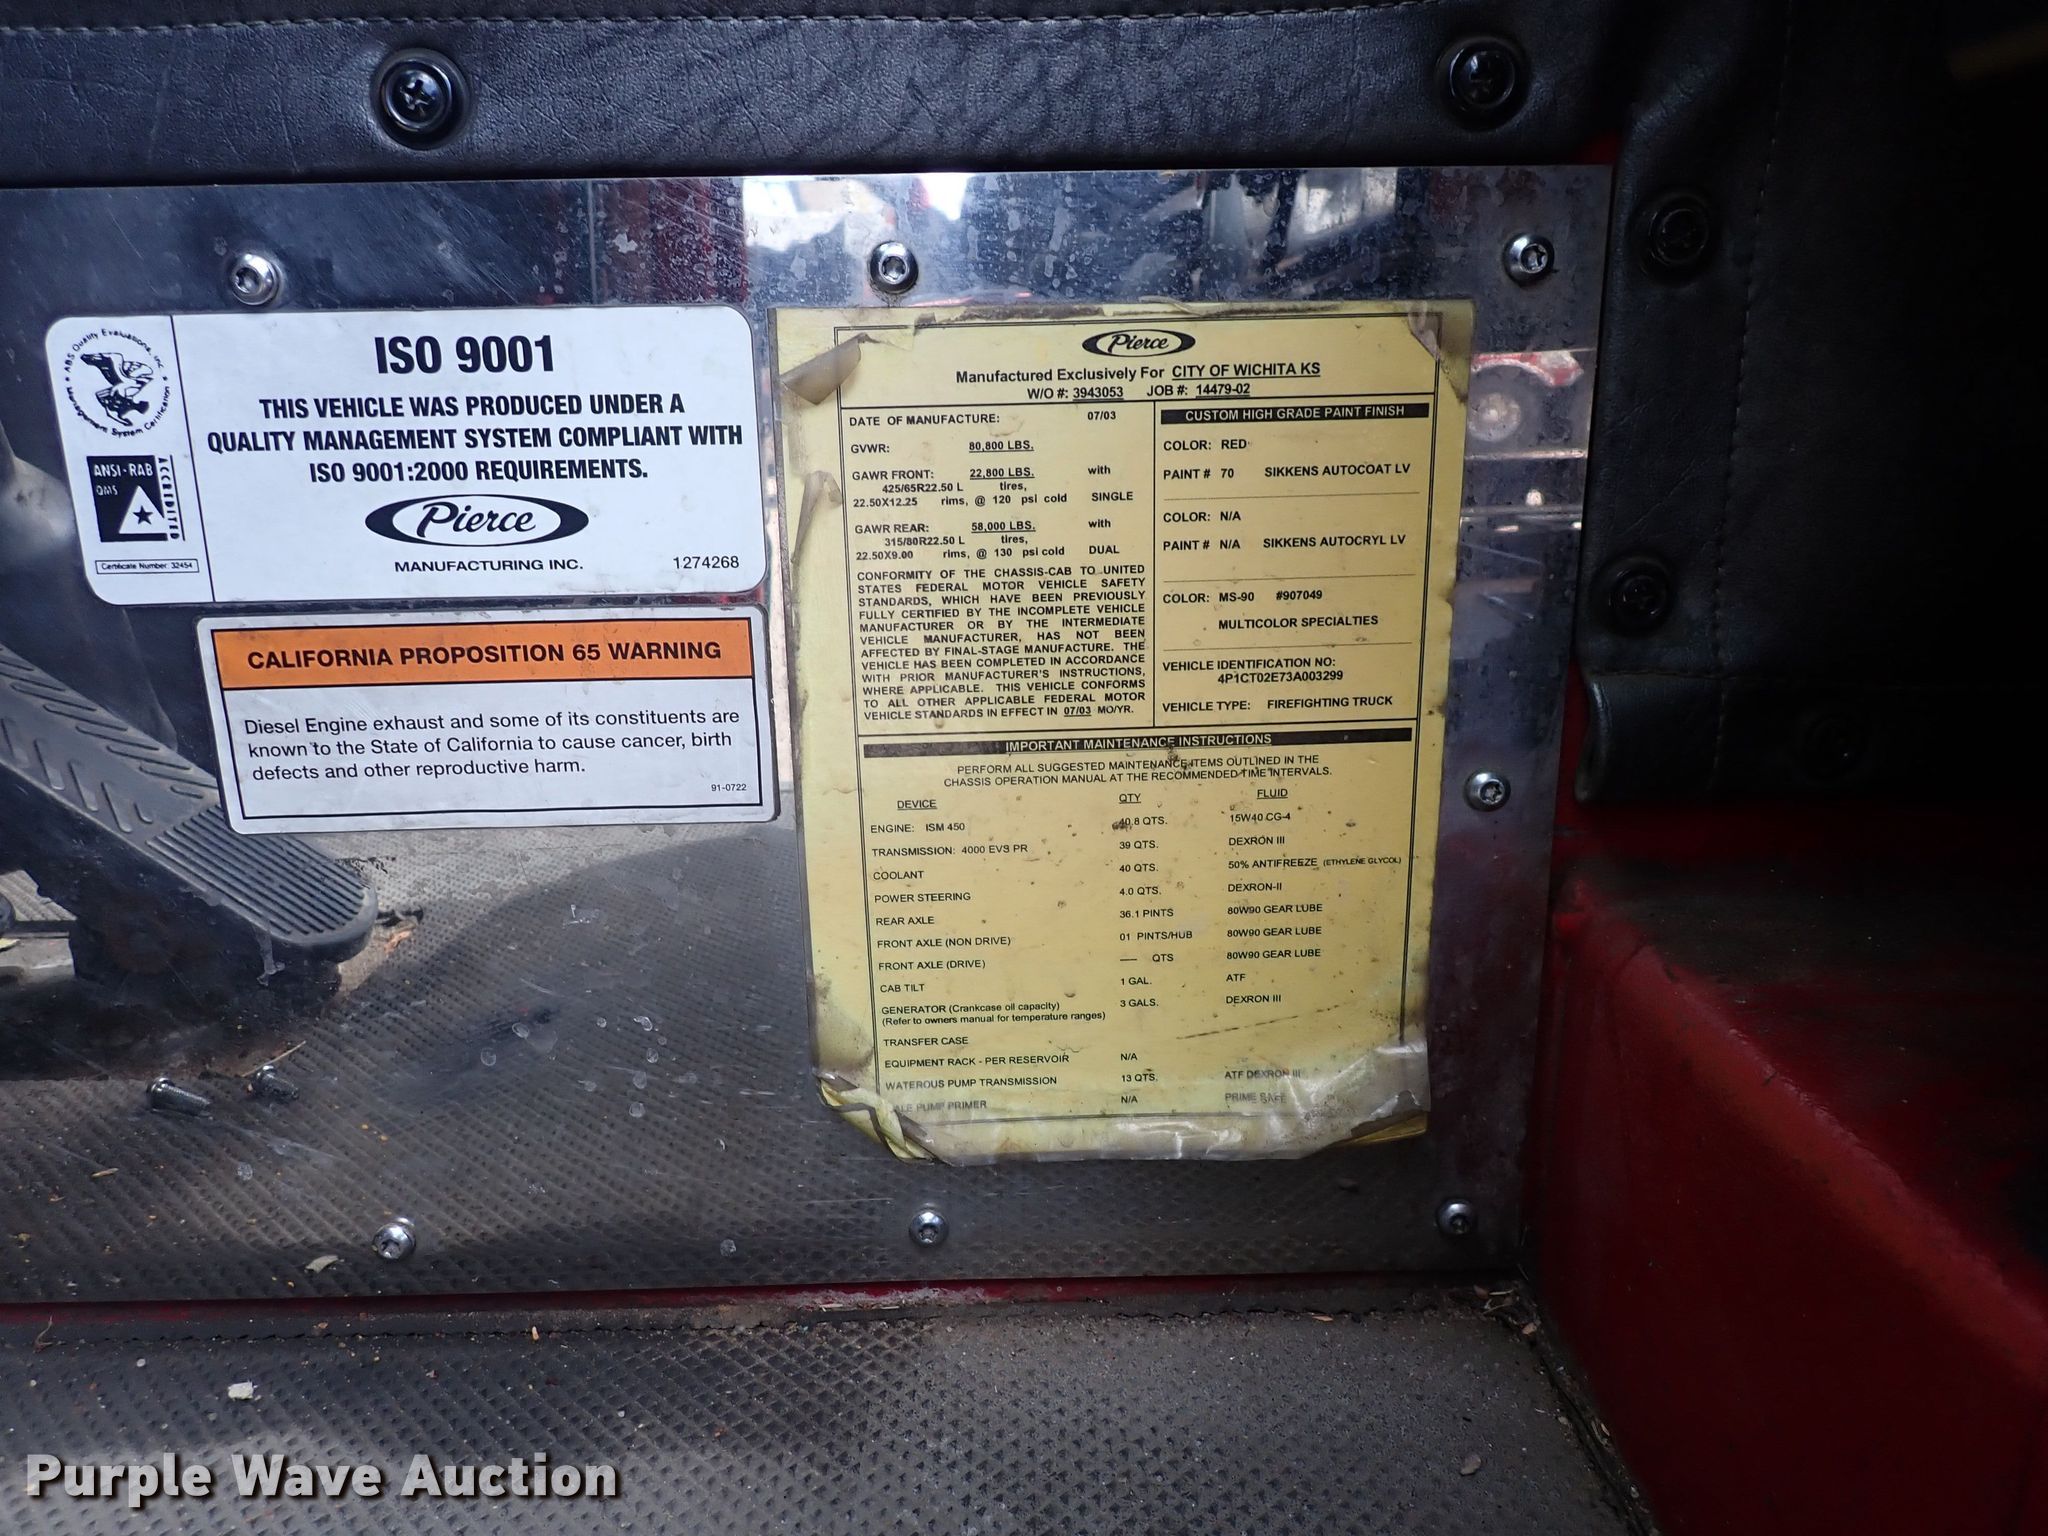 ABS Quality Evaluations, Inc.
Management System Certification
ANSI-RAB
QMS
ACCREDITED
Certificate Number: 32454
ISO 9001
THIS VEHICLE WAS PRODUCED UNDER A
QUALITY MANAGEMENT SYSTEM COMPLIANT WITH
ISO 9001:2000 REQUIREMENTS.
Pierce
MANUFACTURING INC. 1274268
CALIFORNIA PROPOSITION 65 WARNING
Diesel Engine exhaust and some of its constituents are
known to the State of California to cause cancer, birth
defects and other reproductive harm.
91-0722
Pierce
Manufactured Exclusively For CITY OF WICHITA KS
W/O #: 3943053 JOB #: 14479-02
DATE OF MANUFACTURE: 07/03
GVWR: 80,800 LBS.
GAWR FRONT: 22,800 LBS. with
425/65R22.50 L tires,
22.50X12.25 rims, @ 120 psi cold SINGLE
GAWR REAR: 58,000 LBS. with
315/80R22.50 L tires,
22.50X9.00 rims, @ 130 psi cold DUAL
CONFORMITY OF THE CHASSIS-CAB TO UNITED
STATES FEDERAL MOTOR VEHICLE SAFETY
STANDARDS, WHICH HAVE BEEN PREVIOUSLY
FULLY CERTIFIED BY THE INCOMPLETE VEHICLE
MANUFACTURER OR BY THE INTERMEDIATE
VEHICLE MANUFACTURER, HAS NOT BEEN
AFFECTED BY FINAL-STAGE MANUFACTURE. THE
VEHICLE HAS BEEN COMPLETED IN ACCORDANCE
WITH PRIOR MANUFACTURER'S INSTRUCTIONS,
WHERE APPLICABLE. THIS VEHICLE CONFORMS
TO ALL OTHER APPLICABLE FEDERAL MOTOR
VEHICLE STANDARDS IN EFFECT IN 07/03 MO/YR.
CUSTOM HIGH GRADE PAINT FINISH
COLOR: RED
PAINT # 70 SIKKENS AUTOCOAT LV
COLOR: N/A
PAINT # N/A SIKKENS AUTOCRYL LV
COLOR: MS-90 #907049
MULTICOLOR SPECIALTIES
VEHICLE IDENTIFICATION NO:
4P1CT02E73A003299
VEHICLE TYPE: FIREFIGHTING TRUCK
IMPORTANT MAINTENANCE INSTRUCTIONS
PERFORM ALL SUGGESTED MAINTENANCE ITEMS OUTLINED IN THE
CHASSIS OPERATION MANUAL AT THE RECOMMENDED TIME INTERVALS.
DEVICE QTY FLUID
ENGINE: ISM 450 40.8 QTS. 15W40 CG-4
TRANSMISSION: 4000 EVS PR 39 QTS. DEXRON III
COOLANT 40 QTS. 50% ANTIFREEZE (ETHYLENE GLYCOL)
POWER STEERING 4.0 QTS. DEXRON-II
REAR AXLE 36.1 PINTS 80W90 GEAR LUBE
FRONT AXLE (NON DRIVE) 01 PINTS/HUB 80W90 GEAR LUBE
FRONT AXLE (DRIVE) — QTS 80W90 GEAR LUBE
CAB TILT 1 GAL. ATF
GENERATOR (Crankcase oil capacity) 3 GALS. DEXRON III
(Refer to owners manual for temperature ranges)
TRANSFER CASE
EQUIPMENT RACK - PER RESERVOIR N/A
WATEROUS PUMP TRANSMISSION 13 QTS. ATF DEXRON III
PUMP PRIMER N/A PRIME SAFE
Purple Wave Auction